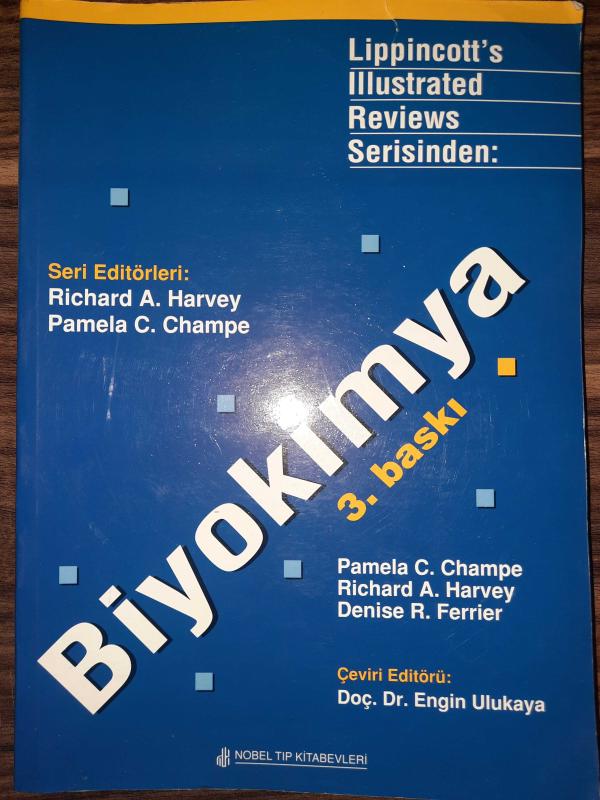 Lippincott's
Illustrated
Reviews
Serisinden:
Seri Editörleri:
Richard A. Harvey
Pamela C. Champe
Biyokimya
3. baskı
Pamela C. Champe
Richard A. Harvey
Denise R. Ferrier
Çeviri Editörü:
Doç. Dr. Engin Ulukaya
NOBEL TIP KİTABEVLERİ